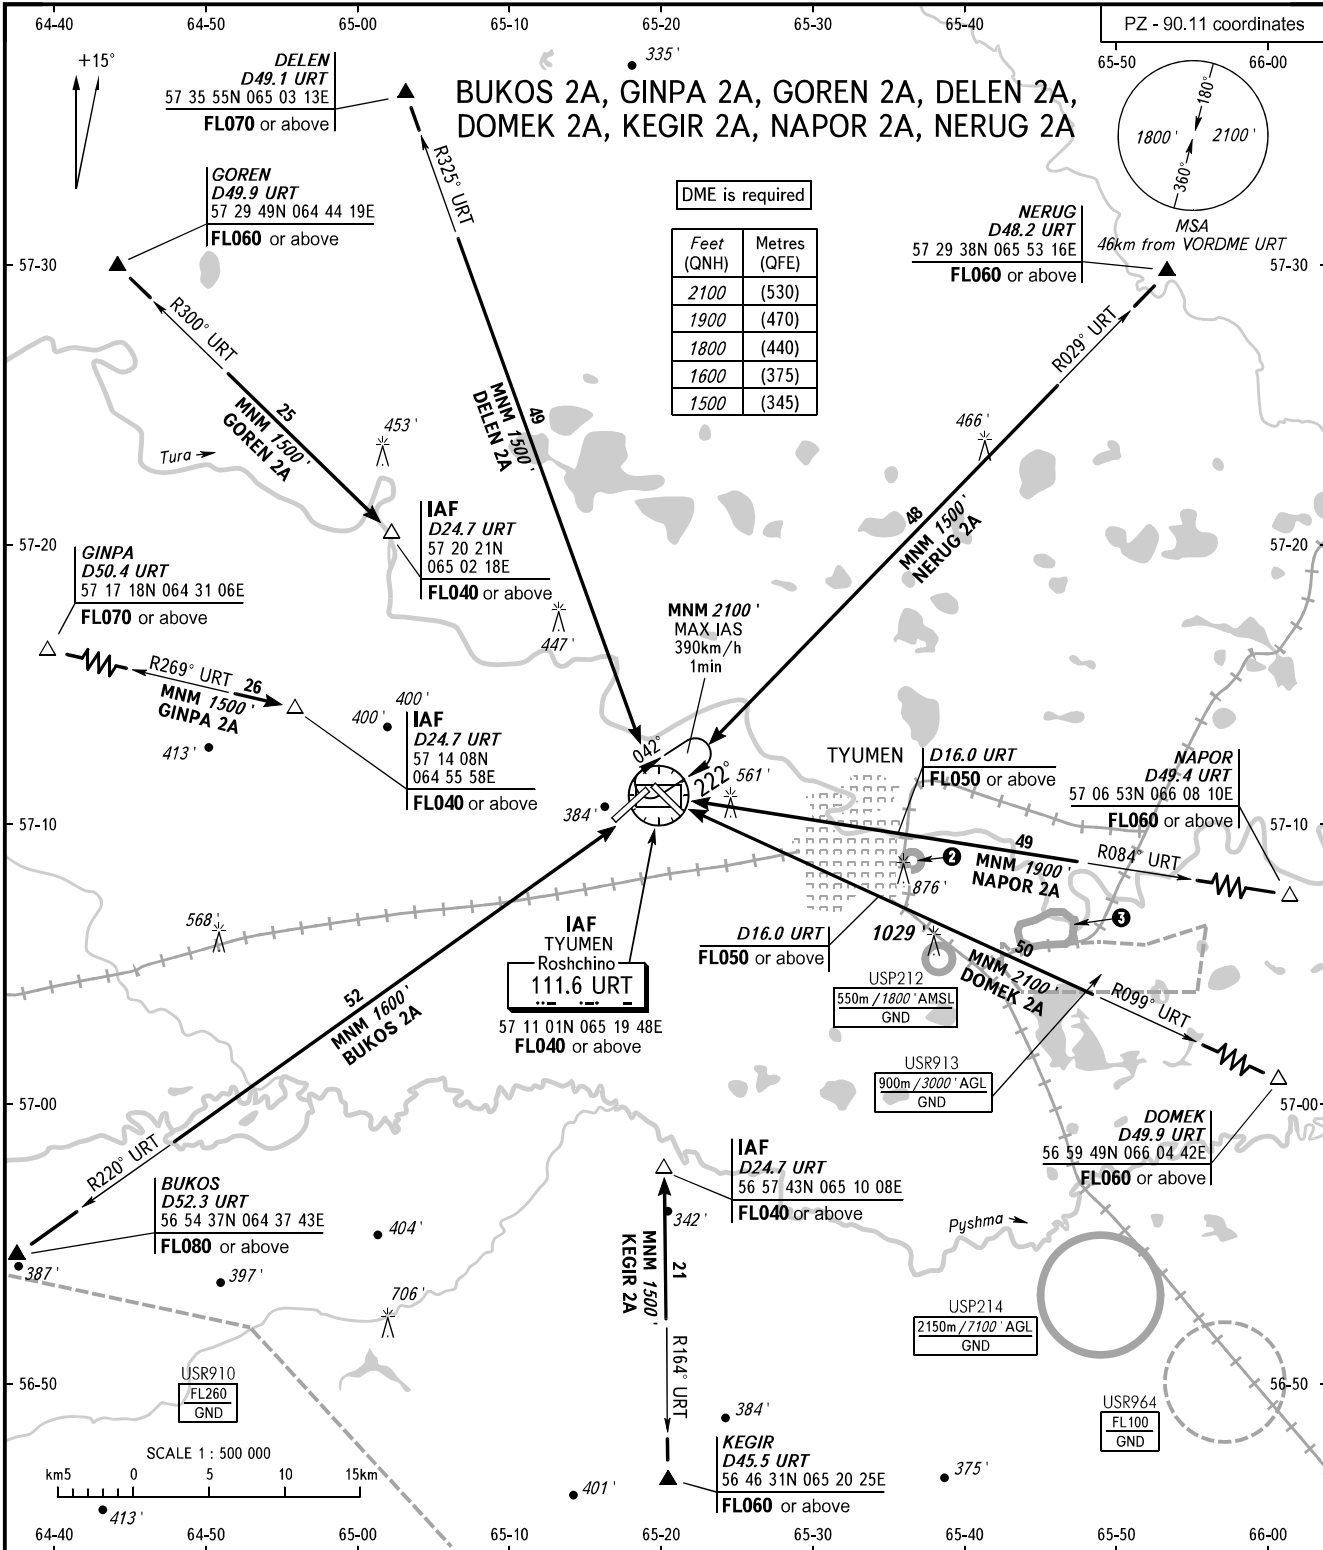 64-40
64-50
65-00
65-10
65-20
65-30
65-40
PZ - 90.11 coordinates
65-50
66-00
+15°
DELEN
D49.1 URT
57 35 55N 065 03 13E
FL070 or above
335'
BUKOS 2A, GINPA 2A, GOREN 2A, DELEN 2A,
DOMEK 2A, KEGIR 2A, NAPOR 2A, NERUG 2A
180°
1800'
2100'
360°
MSA
46km from VORDME URT
GOREN
D49.9 URT
57 29 49N 064 44 19E
FL060 or above
R325° URT
DME is required
Feet (QNH) Metres (QFE)
2100 (530)
1900 (470)
1800 (440)
1600 (375)
1500 (345)
NERUG
D48.2 URT
57 29 38N 065 53 16E
FL060 or above
57-30
57-30
R300° URT
R029° URT
25
MNM 1500'
GOREN 2A
49
MNM 1500'
DELEN 2A
453'
466'
Tura
48
MNM 1500'
NERUG 2A
IAF
D24.7 URT
57 20 21N
065 02 18E
FL040 or above
57-20
57-20
GINPA
D50.4 URT
57 17 18N 064 31 06E
FL070 or above
447'
MNM 2100'
MAX IAS
390km/h
1min
R269° URT
26
MNM 1500'
GINPA 2A
400'
400'
413'
IAF
D24.7 URT
57 14 08N
064 55 58E
FL040 or above
042°
222°
561'
384'
TYUMEN
D16.0 URT
FL050 or above
NAPOR
D49.4 URT
57 06 53N 066 08 10E
FL060 or above
57-10
57-10
49
MNM 1900'
NAPOR 2A
R084° URT
2
876'
3
568'
IAF
TYUMEN
Roshchino
111.6 URT
57 11 01N 065 19 48E
FL040 or above
D16.0 URT
FL050 or above
1029'
50
MNM 2100'
DOMEK 2A
R099° URT
USP212
550m/1800'AMSL
GND
USR913
900m/3000'AGL
GND
52
MNM 1600'
BUKOS 2A
57-00
57-00
R220° URT
DOMEK
D49.9 URT
56 59 49N 066 04 42E
FL060 or above
IAF
D24.7 URT
56 57 43N 065 10 08E
FL040 or above
BUKOS
D52.3 URT
56 54 37N 064 37 43E
FL080 or above
387'
397'
404'
342'
Pyshma
21
MNM 1500'
KEGIR 2A
706'
USP214
2150m/7100'AGL
GND
R164° URT
USR910
FL260
GND
56-50
56-50
USR964
FL100
GND
384'
KEGIR
D45.5 URT
56 46 31N 065 20 25E
FL060 or above
SCALE 1 : 500 000
km5 0 5 10 15km
413'
401'
375'
64-40
64-50
65-00
65-10
65-20
65-30
65-40
65-50
66-00